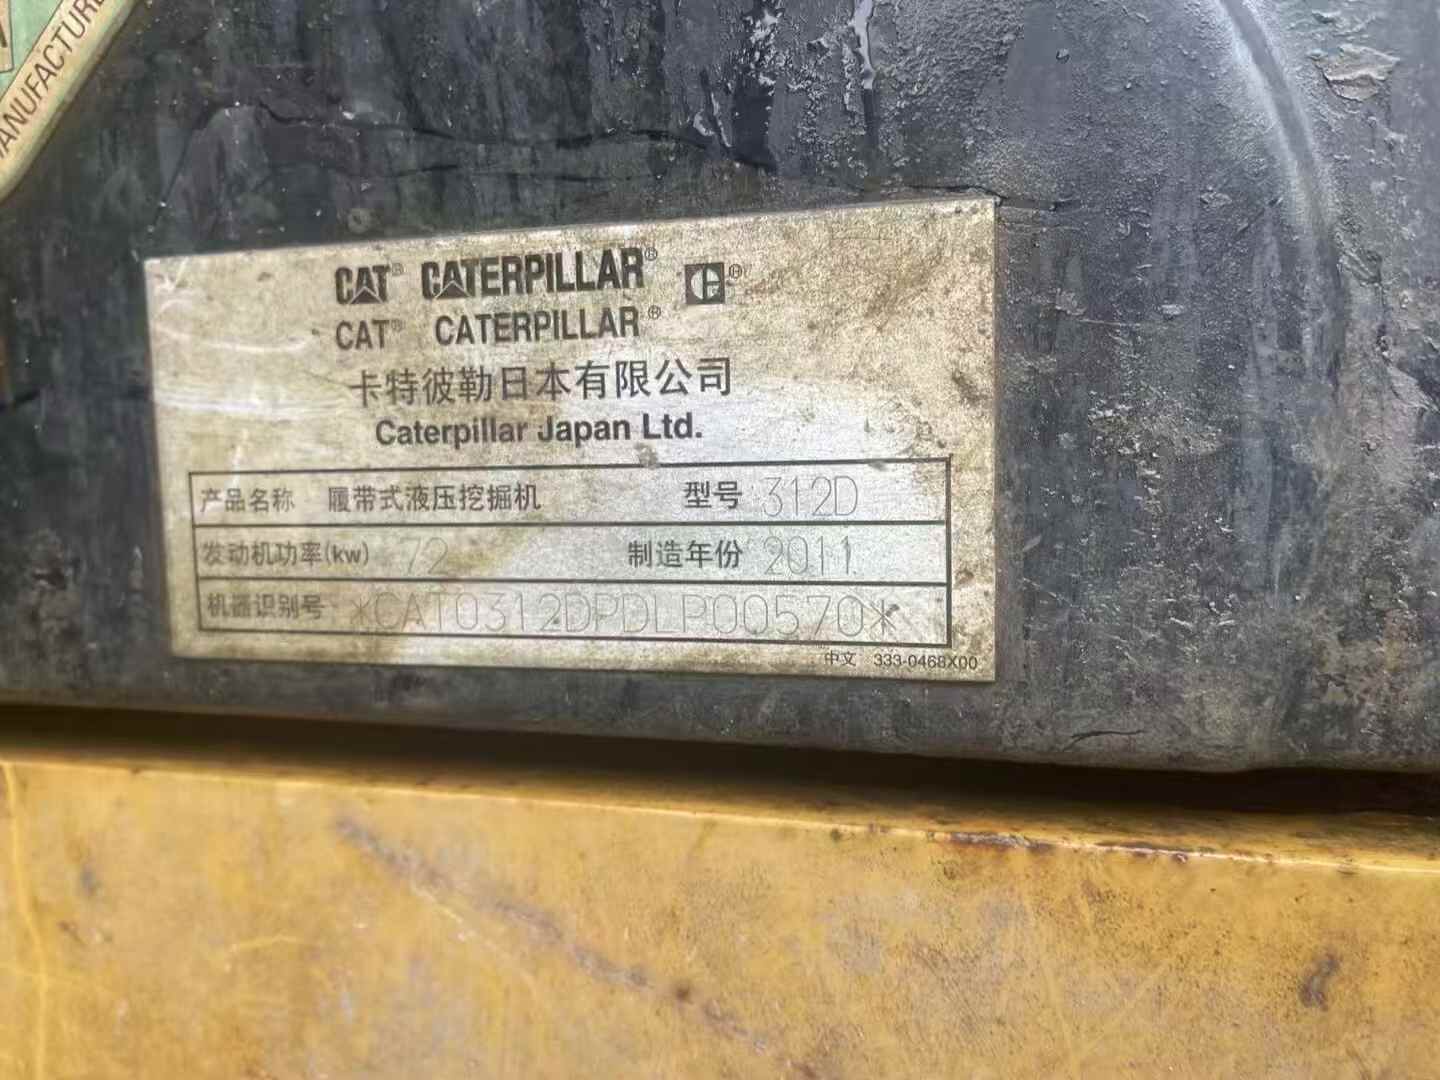 MANUFACTURE
CAT® CATERPILLAR® ®
CAT® CATERPILLAR®
卡特彼勒日本有限公司
Caterpillar Japan Ltd.
产品名称 履带式液压挖掘机 型号 312D
发动机功率(kw) 72 制造年份 2011
机器识别号 *CAT0312DPDLP00570*
中文 333-0468X00